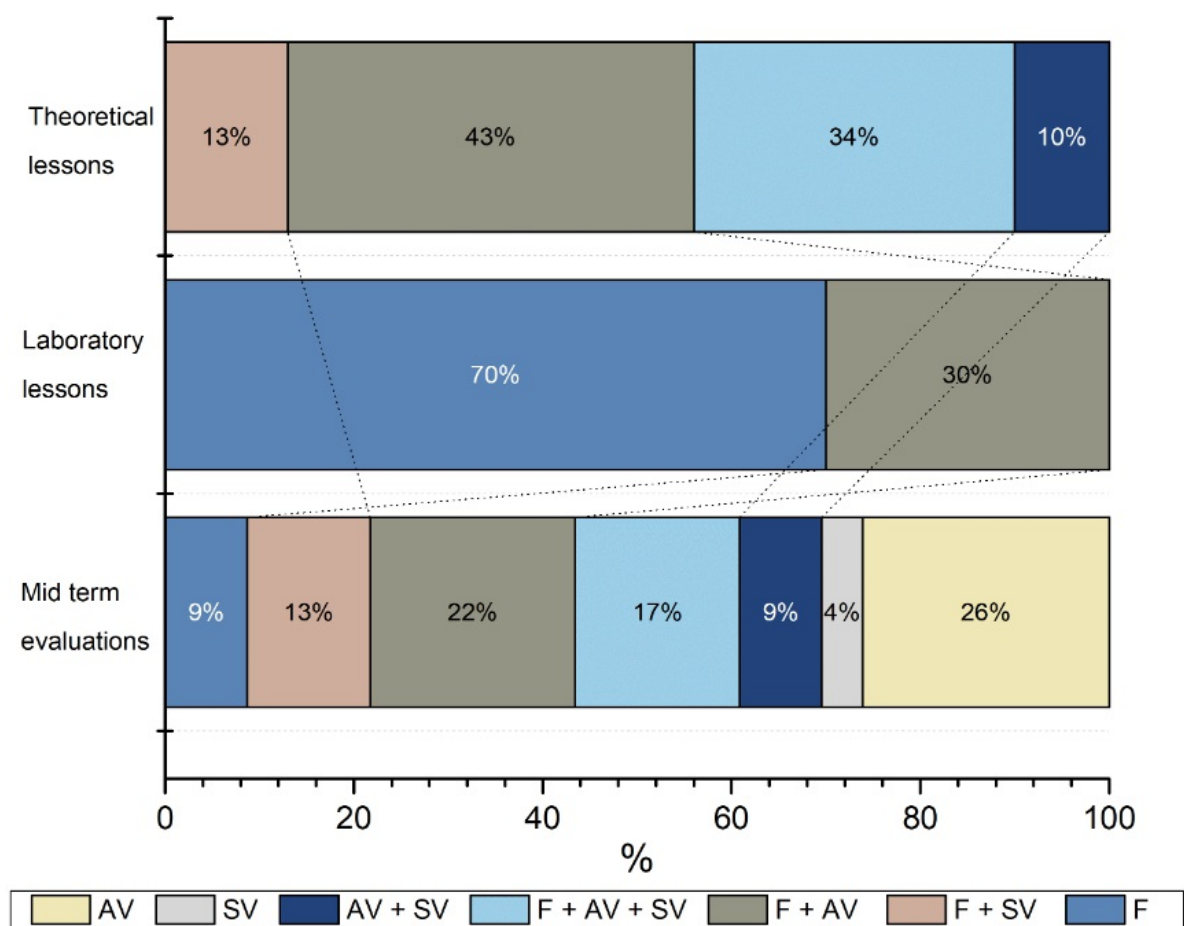 Theoretical
lessons
13%
43%
34%
10%
Laboratory
lessons
70%
30%
Mid term
evaluations
9%
13%
22%
17%
9%
4%
26%
0
20
40
60
80
100
%
AV
SV
AV + SV
F + AV + SV
F + AV
F + SV
F